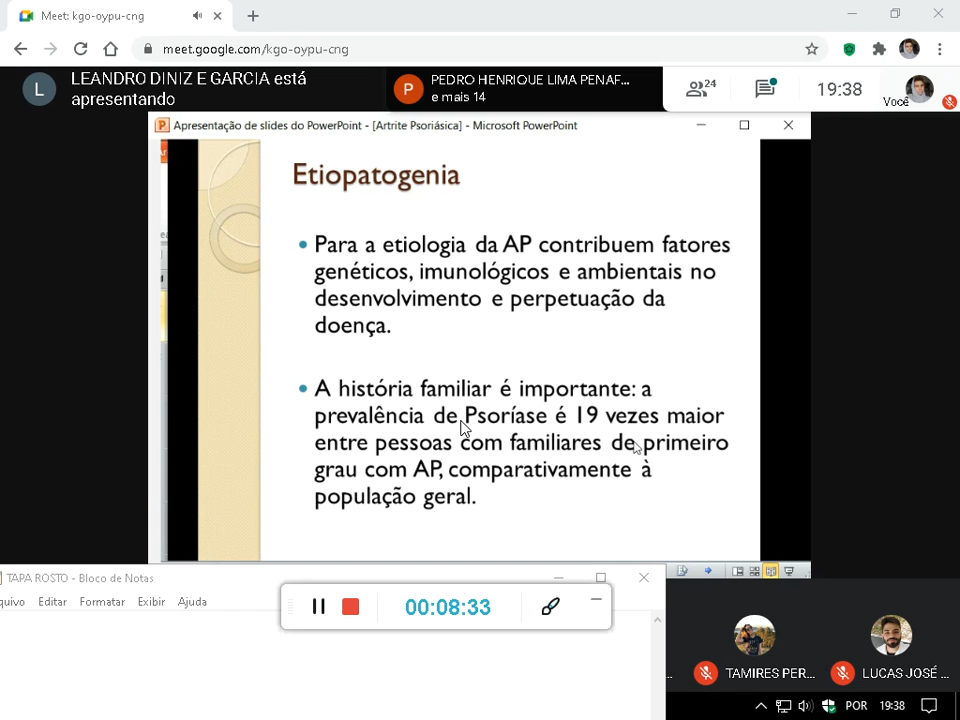 Meet: kgo-oypu-cng
meet.google.com/kgo-oypu-cng
L
LEANDRO DINIZ E GARCIA está
apresentando
P
PEDRO HENRIQUE LIMA PENAF...
e mais 14
24
19:38
Você
Apresentação de slides do PowerPoint - [Artrite Psoriásica] - Microsoft PowerPoint
Etiopatogenia
• Para a etiologia da AP contribuem fatores
genéticos, imunológicos e ambientais no
desenvolvimento e perpetuação da
doença.
• A história familiar é importante: a
prevalência de Psoríase é 19 vezes maior
entre pessoas com familiares de primeiro
grau com AP, comparativamente à
população geral.
TAPA ROSTO - Bloco de Notas
quivo Editar Formatar Exibir Ajuda
00:08:33
... TAMIRES PER... LUCAS JOSÉ ...
POR 19:38